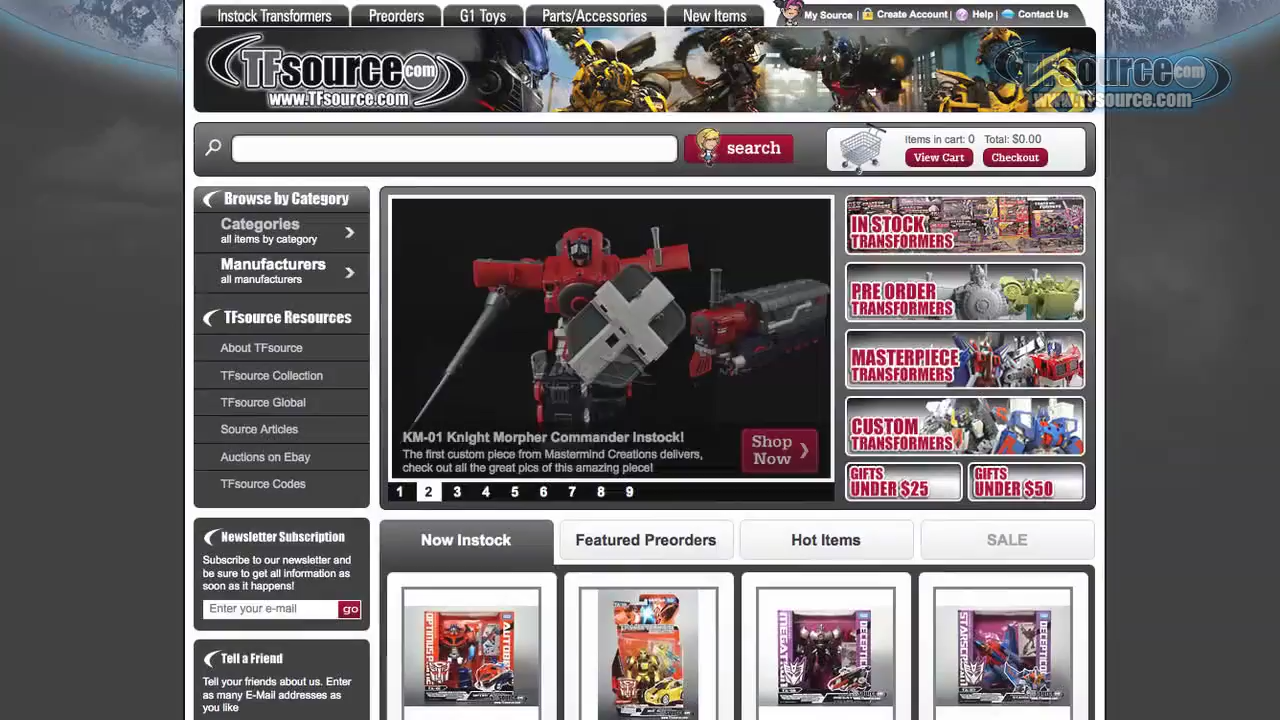 Instock Transformers
Preorders
G1 Toys
Parts/Accessories
New Items
My Source
Create Account
Help
Contact Us
TFsource.com
www.TFsource.com
TFsource.com
www.TFsource.com
search
Items in cart: 0 Total: $0.00
View Cart
Checkout
Browse by Category
Categories
all items by category
Manufacturers
all manufacturers
TFsource Resources
About TFsource
TFsource Collection
TFsource Global
Source Articles
Auctions on Ebay
TFsource Codes
KM-01 Knight Morpher Commander Instock!
The first custom piece from Mastermind Creations delivers,
check out all the great pics of this amazing piece!
Shop
Now
1 2 3 4 5 6 7 8 9
IN STOCK
TRANSFORMERS
PRE ORDER
TRANSFORMERS
MASTERPIECE
TRANSFORMERS
CUSTOM
TRANSFORMERS
GIFTS
UNDER $25
GIFTS
UNDER $50
Newsletter Subscription
Subscribe to our newsletter and
be sure to get all information as
soon as it happens!
Enter your e-mail
go
Tell a Friend
Tell your friends about us. Enter
as many E-Mail addresses as
you like
Now Instock
Featured Preorders
Hot Items
SALE